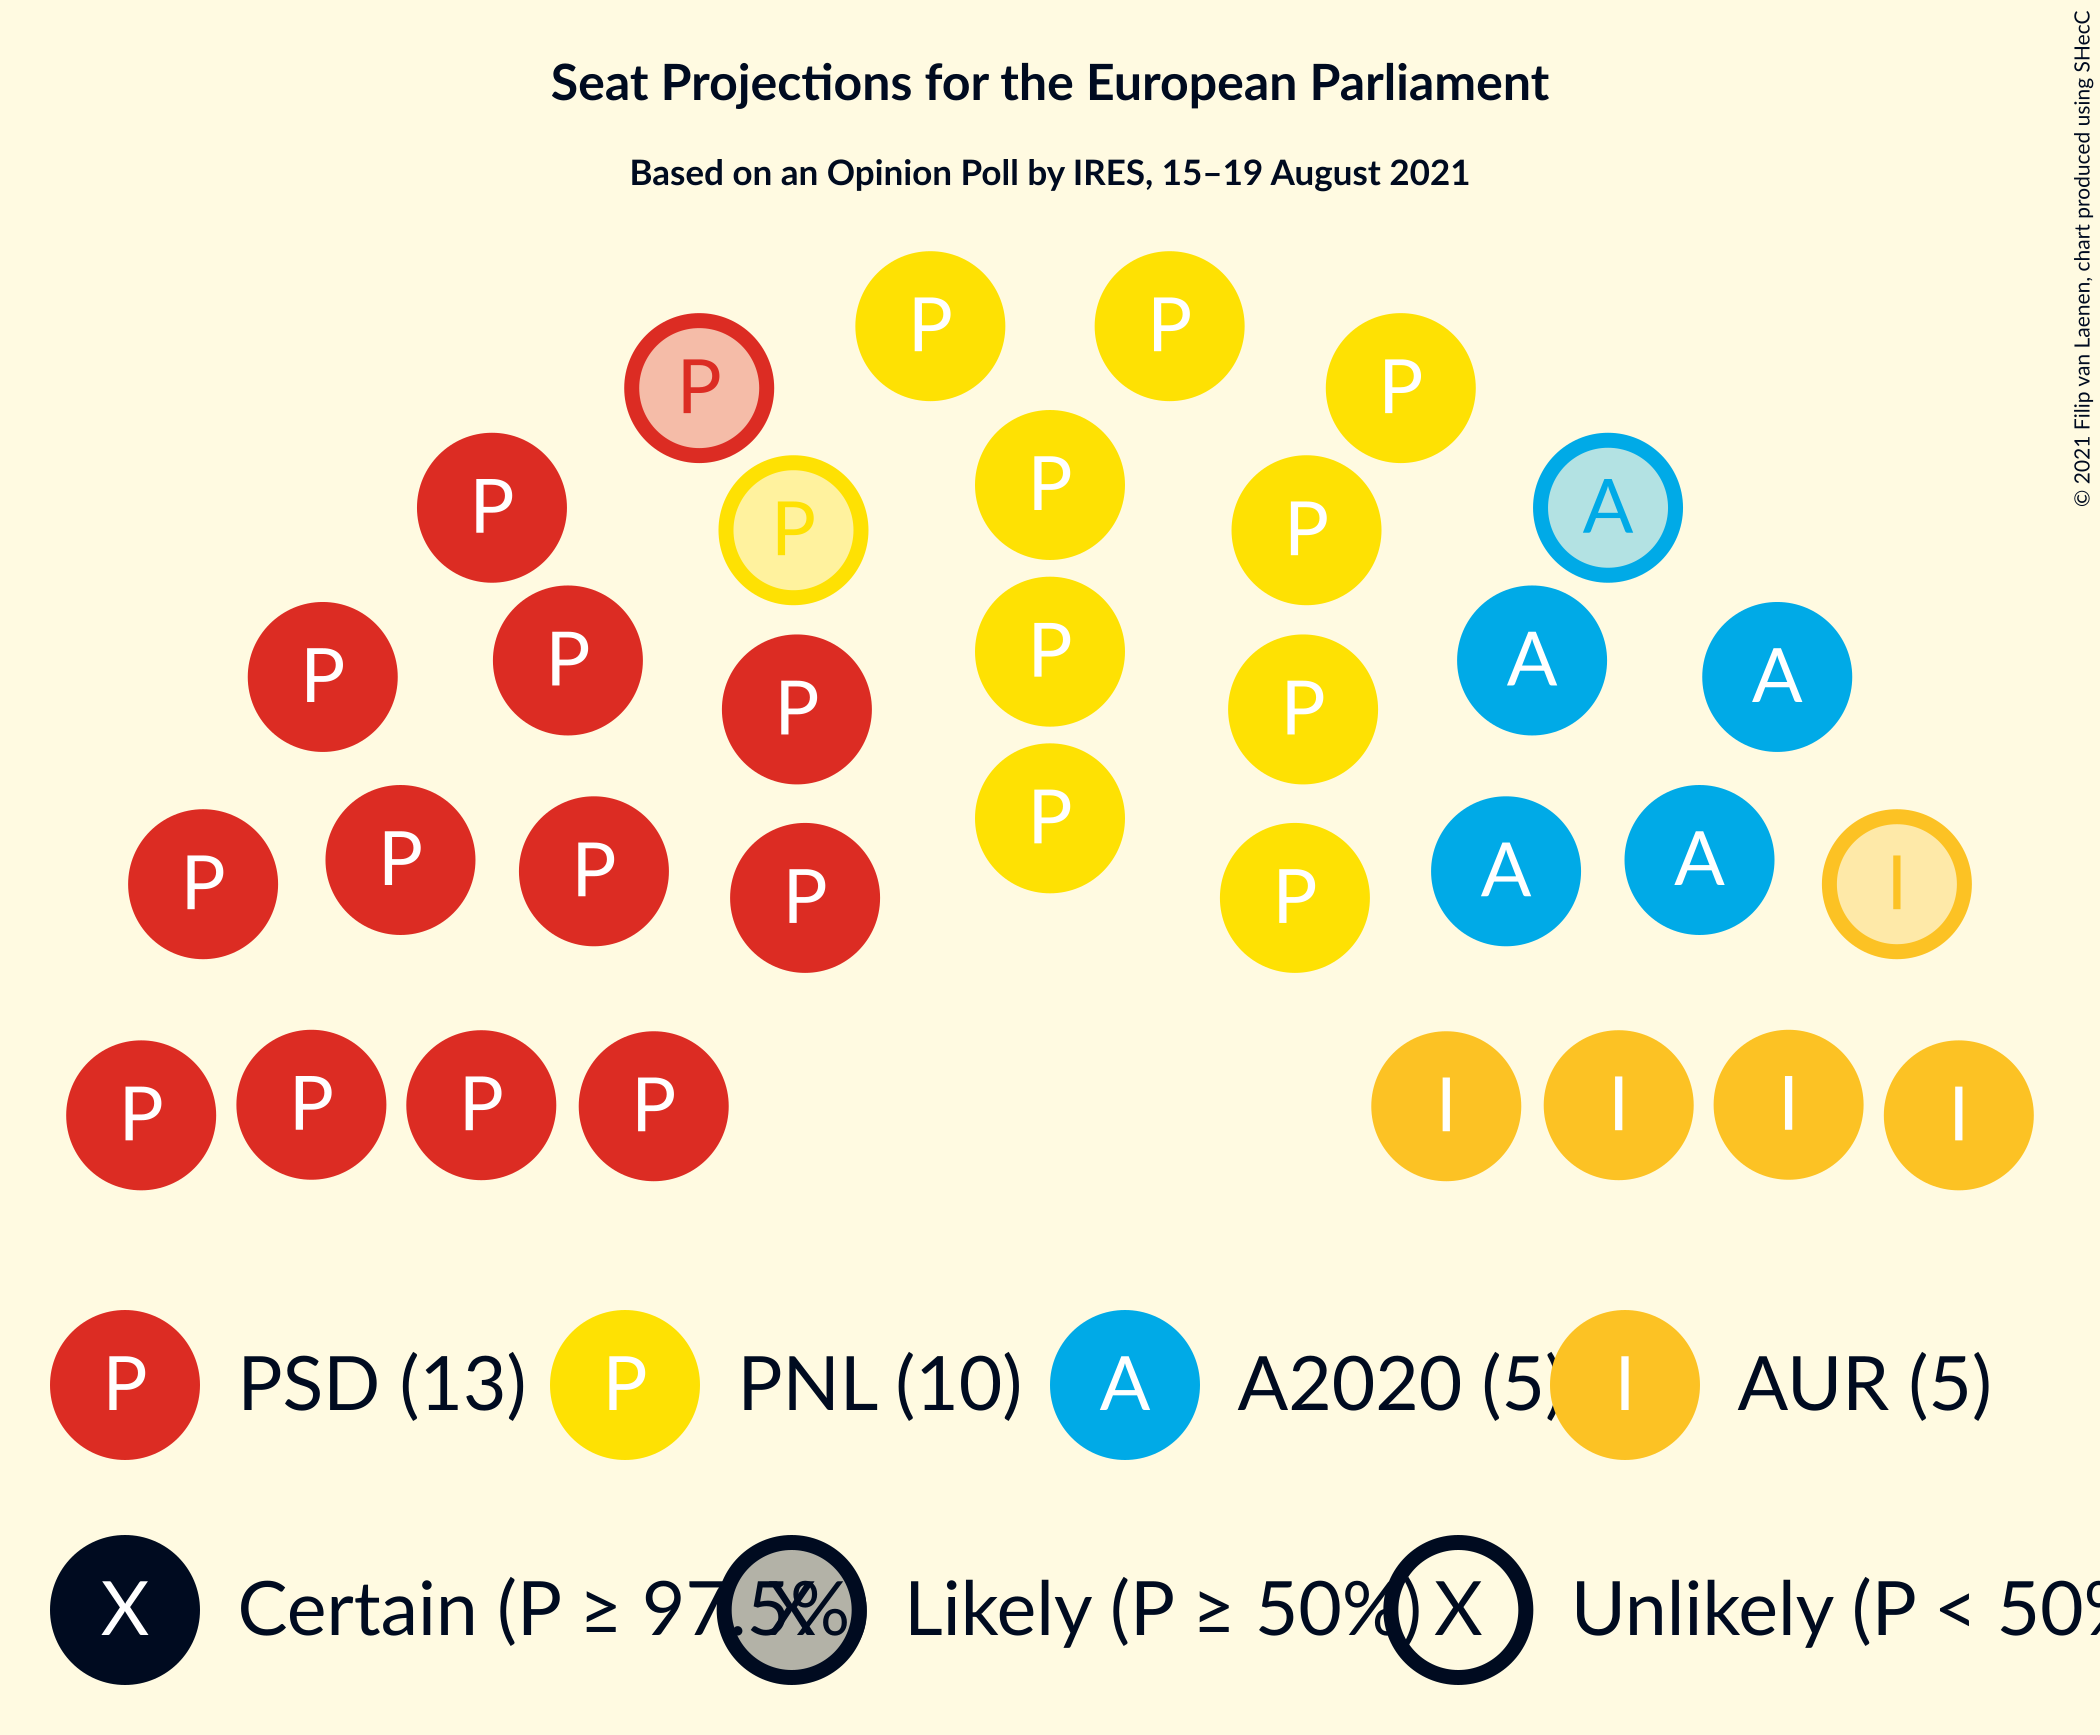 Seat Projections for the European Parliament
Based on an Opinion Poll by IRES, 15–19 August 2021
© 2021 Filip van Laenen, chart produced using SHecC
P P
P P
P A
P P P
P P
P A
P P A A
P P
P P
P
P A
P A I
P P
P P P P I I I I
P PSD (13) P PNL (10) A A2020 (5) I AUR (5)
X Certain (P ≥ 97.5% X Likely (P ≥ 50%) X Unlikely (P < 50%